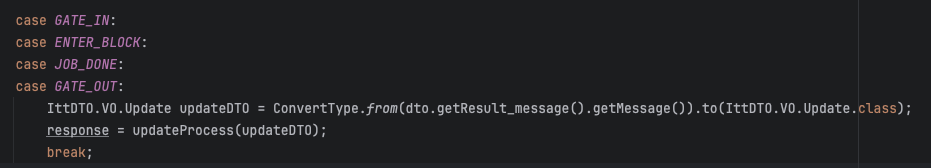 case GATE_IN:
case ENTER_BLOCK:
case JOB_DONE:
case GATE_OUT:
    IttDTO.VO.Update updateDTO = ConvertType.from(dto.getResult_message().getMessage()).to(IttDTO.VO.Update.class);
    response = updateProcess(updateDTO);
    break;